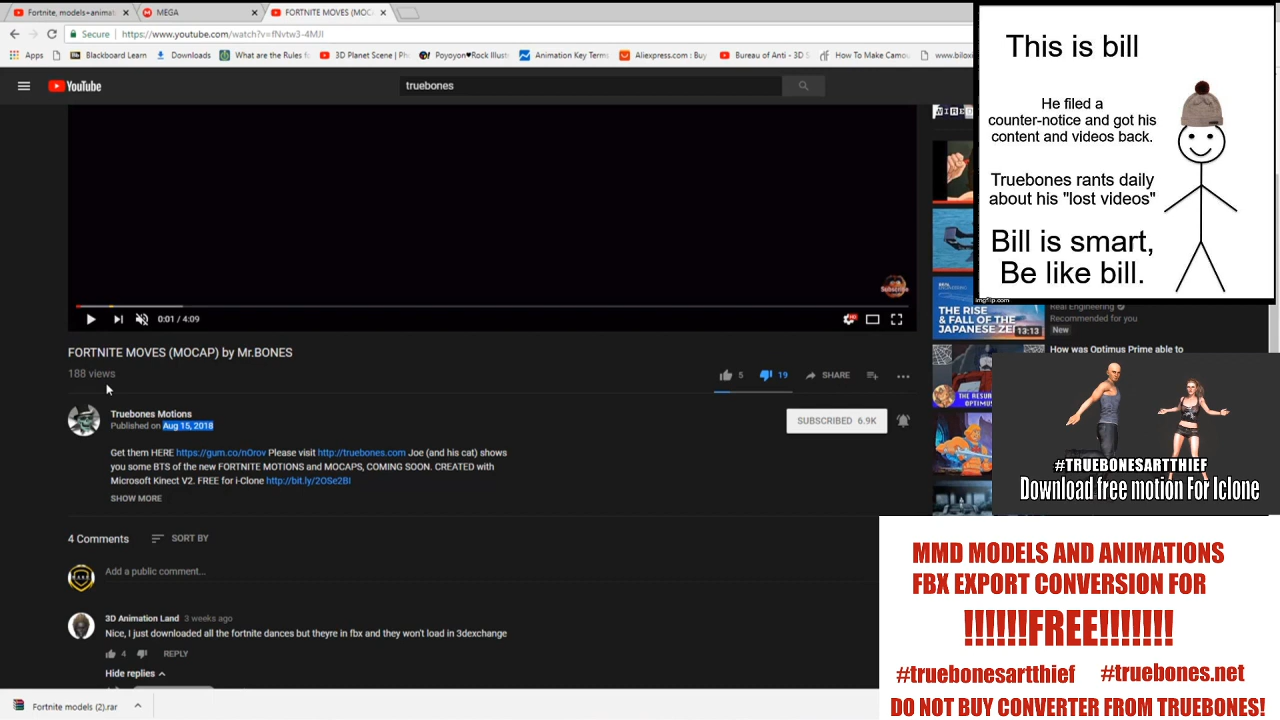 Fortnite, models+animat
MEGA
FORTNITE MOVES (MOC
Secure
https://www.youtube.com/watch?v=fNvtw3-4MJI
Apps
Blackboard Learn
Downloads
What are the Rules fo
3D Planet Scene | Ph
Poyoyon♥Rock Illustr
Animation Key Terms
Aliexpress.com : Buy
Bureau of Anti - 3D S
How To Make Camo
www.biloxi
YouTube
truebones
Subscribe
0:01 / 4:09
FORTNITE MOVES (MOCAP) by Mr.BONES
188 views
5
19
SHARE
Truebones Motions
Published on Aug 15, 2018
SUBSCRIBED 6.9K
Get them HERE https://gum.co/nOrov Please visit http://truebones.com Joe (and his cat) shows
you some BTS of the new FORTNITE MOTIONS and MOCAPS, COMING SOON. CREATED with
Microsoft Kinect V2. FREE for i-Clone http://bit.ly/2OSe2BI
SHOW MORE
4 Comments
SORT BY
Add a public comment...
3D Animation Land 3 weeks ago
Nice, I just downloaded all the fortnite dances but theyre in fbx and they won't load in 3dexchange
4
REPLY
Hide replies
Fortnite models (2).rar
THE RISE
& FALL OF THE
JAPANESE ZE
13:13
Real Engineering
Recommended for you
New
How was Optimus Prime able to
THE RESUR
OPTIMUS
This is bill
He filed a
counter-notice and got his
content and videos back.
Truebones rants daily
about his "lost videos"
Bill is smart,
Be like bill.
imgflip.com
#TRUEBONESARTTHIEF
Download free motion For Iclone
MMD MODELS AND ANIMATIONS
FBX EXPORT CONVERSION FOR
!!!!!!FREE!!!!!!!
#truebonesartthief #truebones.net
DO NOT BUY CONVERTER FROM TRUEBONES!